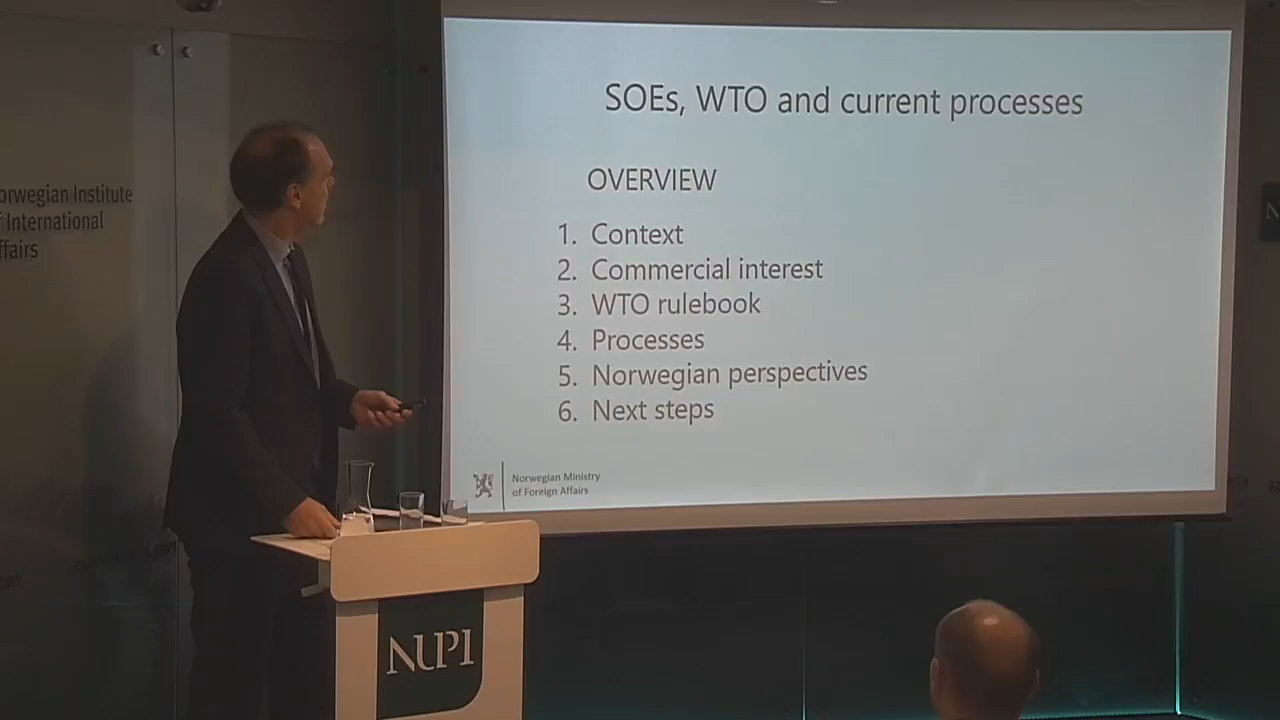 SOEs, WTO and current processes
OVERVIEW
1. Context
2. Commercial interest
3. WTO rulebook
4. Processes
5. Norwegian perspectives
6. Next steps
Norwegian Ministry
of Foreign Affairs
orwegian Institute
f International
ffairs
NUPI
N